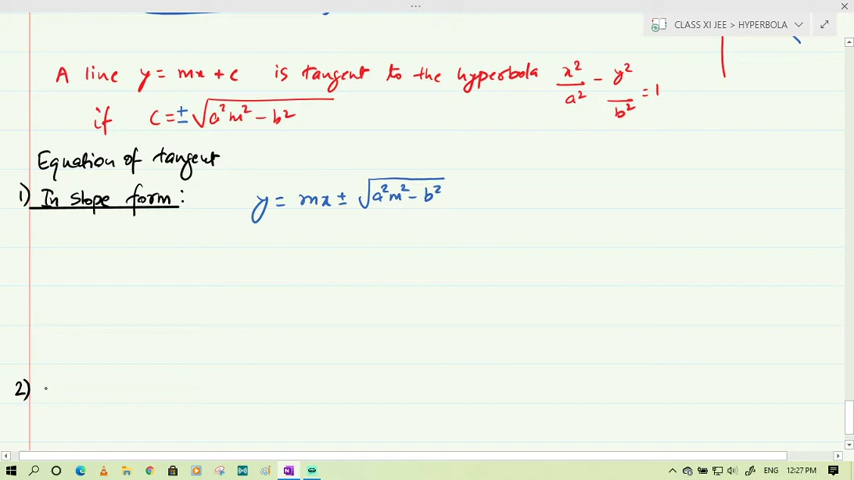 CLASS XI JEE > HYPERBOLA
A line y = mx + c is tangent to the hyperbola x²/a² - y²/b² = 1
if c = ± √(a²m² - b²)
Equation of tangent
1) In slope form : y = mx ± √(a²m² - b²)
2)
ENG 12:27 PM